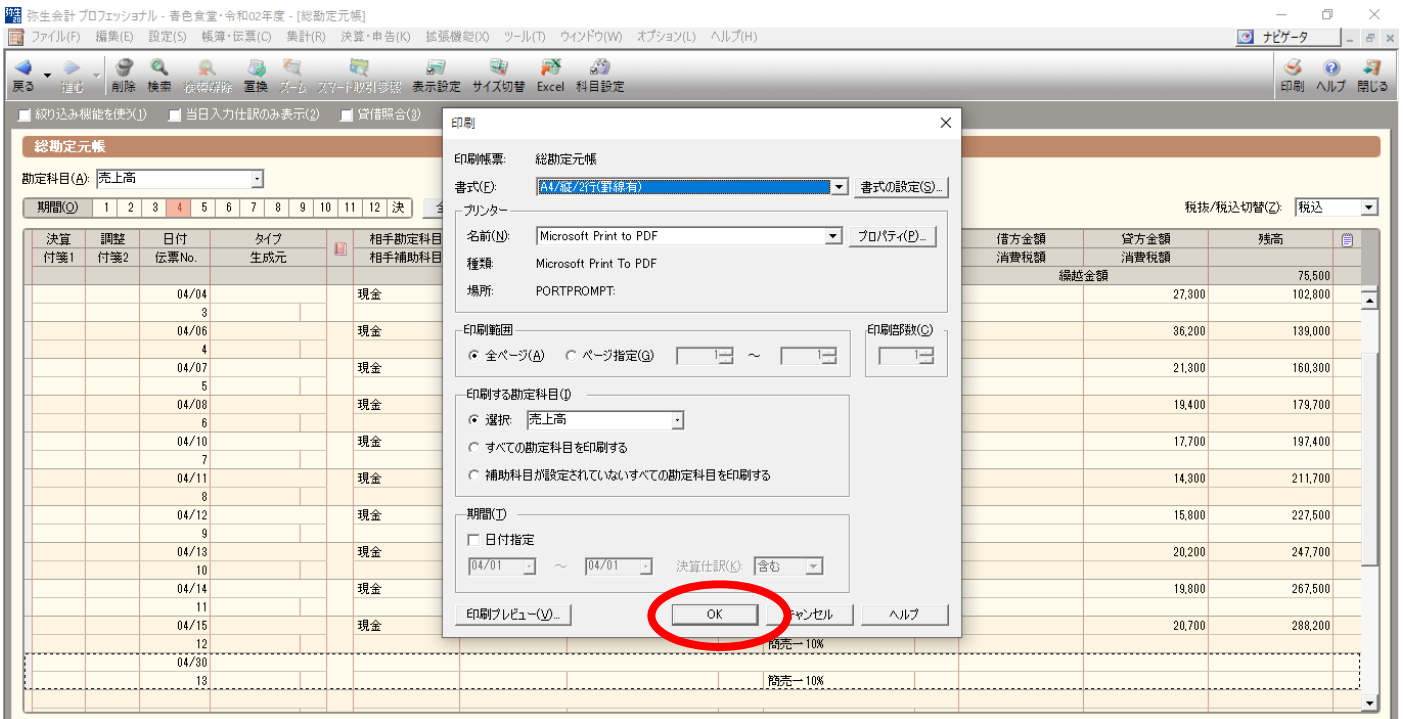 弥生会計 プロフェッショナル - 青色食堂・令和02年度 - [総勘定元帳]
ファイル(F) 編集(E) 設定(S) 帳簿・伝票(C) 集計(R) 決算・申告(K) 拡張機能(X) ツール(T) ウインドウ(W) オプション(L) ヘルプ(H) ナビゲータ
戻る 進む 削除 検索 検索解除 置換 ズーム スマート取引参照 表示設定 サイズ切替 Excel 科目設定 印刷 ヘルプ 閉じる
絞り込み機能を使う(1) 当日入力仕訳のみ表示(2) 貸借照合(3)
総勘定元帳
勘定科目(A): 売上高
期間(O) 1 2 3 4 5 6 7 8 9 10 11 12 決 税抜/税込切替(Z): 税込
決算 調整 日付 タイプ 相手勘定科目 借方金額 貸方金額 残高
付箋1 付箋2 伝票No. 生成元 相手補助科目 消費税額 消費税額
繰越金額 75,500
04/04 現金 27,300 102,800
3
04/06 現金 36,200 139,000
4
04/07 現金 21,300 160,300
5
04/08 現金 19,400 179,700
6
04/10 現金 17,700 197,400
7
04/11 現金 14,300 211,700
8
04/12 現金 15,800 227,500
9
04/13 現金 20,200 247,700
10
04/14 現金 19,800 267,500
11
04/15 現金 20,700 288,200
12 簡売一 10%
04/30
13 簡売一 10%
印刷
印刷帳票: 総勘定元帳
書式(F): A4/縦/2行(罫線有) 書式の設定(S)...
プリンター
名前(N): Microsoft Print to PDF プロパティ(P)...
種類: Microsoft Print To PDF
場所: PORTPROMPT:
印刷範囲 印刷部数(C)
全ページ(A) ページ指定(G) 1 ～ 1 1
印刷する勘定科目(I)
選択: 売上高
すべての勘定科目を印刷する
補助科目が設定されていないすべての勘定科目を印刷する
期間(T)
日付指定
04/01 ～ 04/01 決算仕訳(K): 含む
印刷プレビュー(V)... OK キャンセル ヘルプ